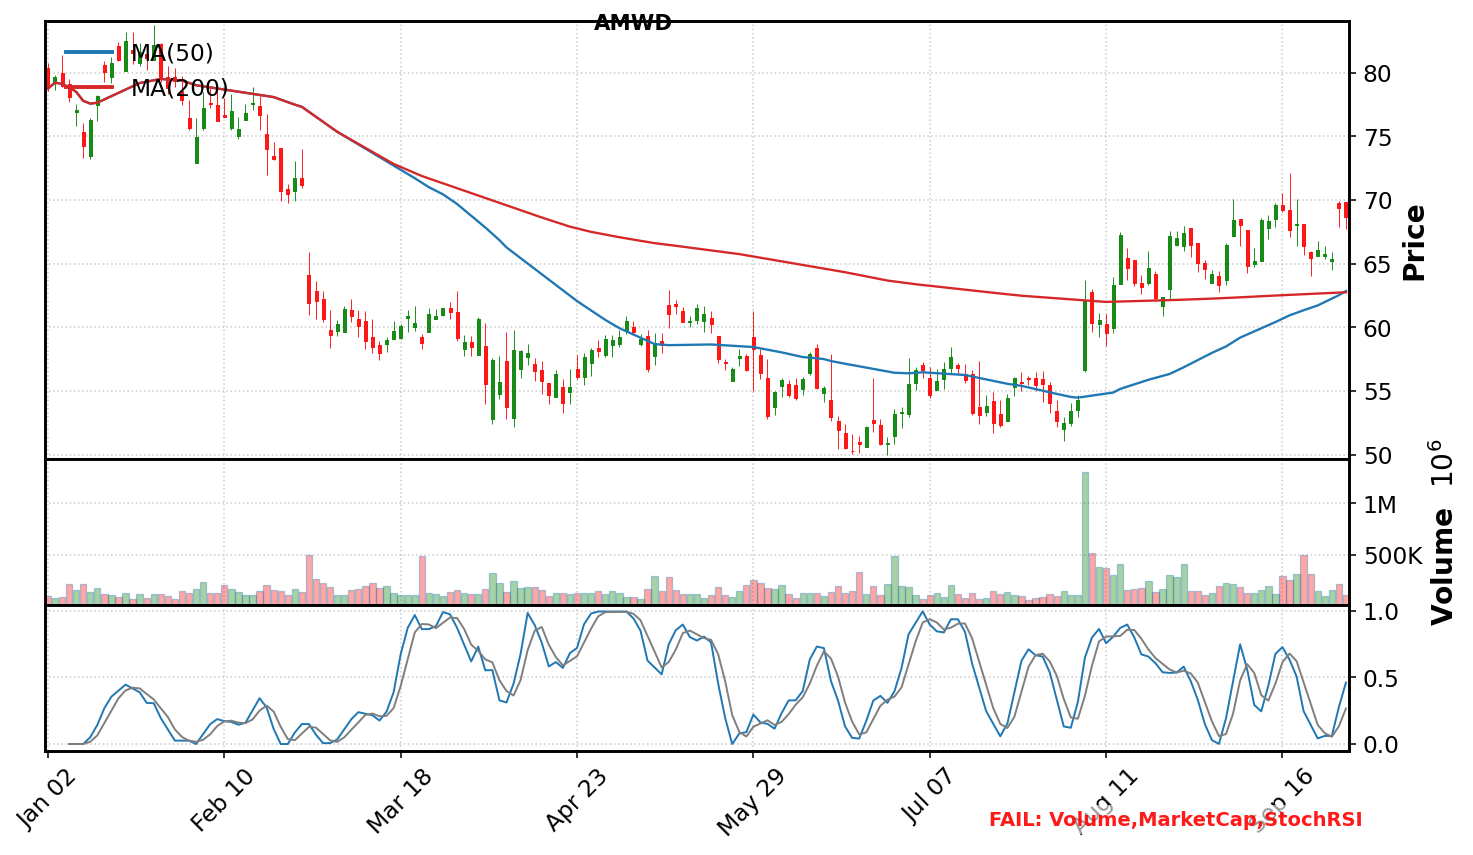 AMWD
MA(50)
MA(200)
80
75
70
65
60
55
50
Price
1M
500K
Volume 10^6
1.0
0.5
0.0
Jan 02
Feb 10
Mar 18
Apr 23
May 29
Jul 07
Aug 11
Sep 16
FAIL: Volume,MarketCap,StochRSI